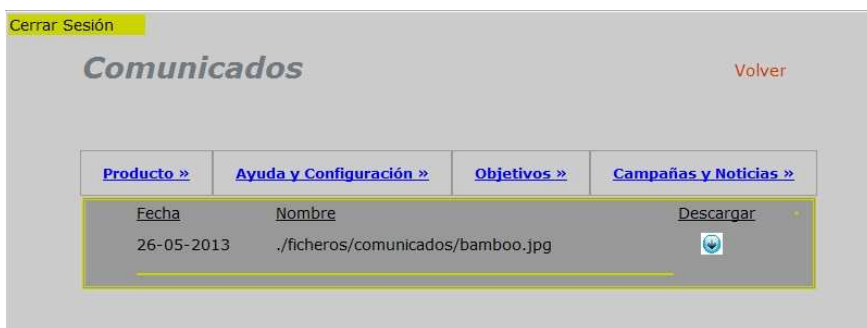 Cerrar Sesión
Comunicados
Volver
Producto » Ayuda y Configuración » Objetivos » Campañas y Noticias »
Fecha Nombre Descargar
26-05-2013 ./ficheros/comunicados/bamboo.jpg